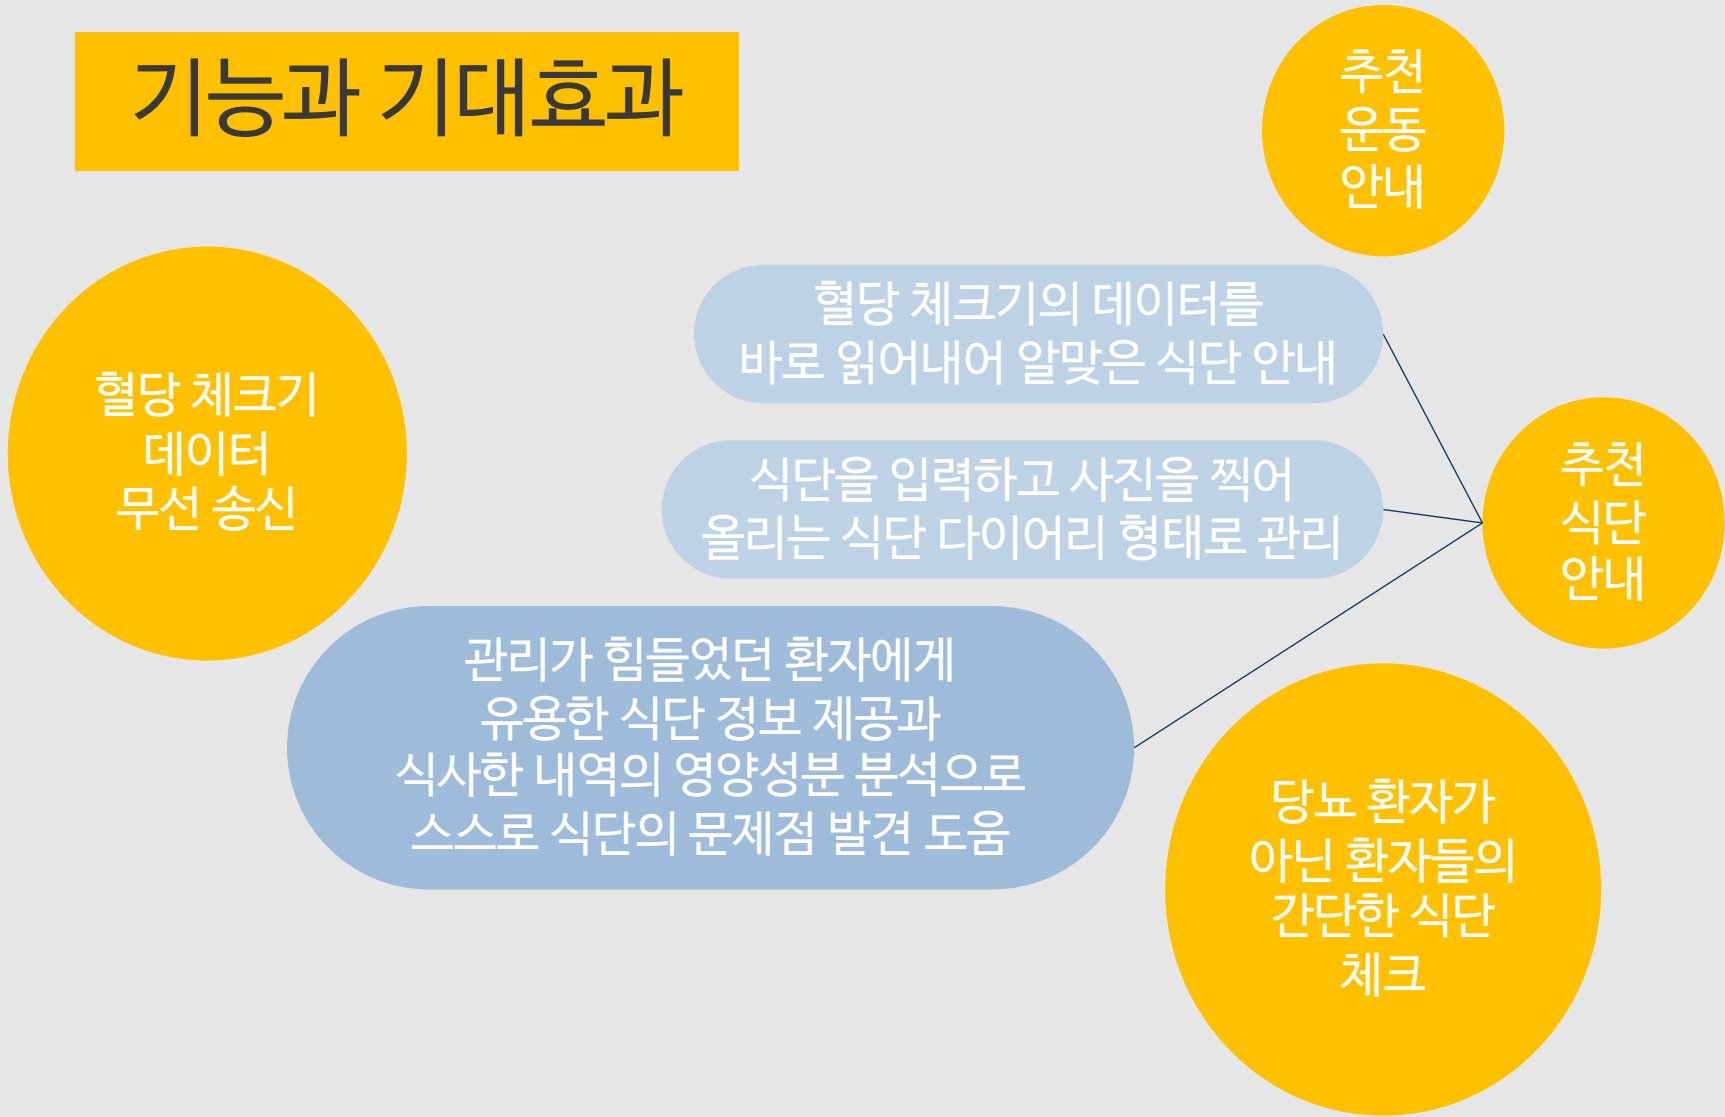 기능과 기대효과
추천
운동
안내
혈당 체크기
데이터
무선 송신
혈당 체크기의 데이터를
바로 읽어내어 알맞은 식단 안내
식단을 입력하고 사진을 찍어
올리는 식단 다이어리 형태로 관리
추천
식단
안내
관리가 힘들었던 환자에게
유용한 식단 정보 제공과
식사한 내역의 영양성분 분석으로
스스로 식단의 문제점 발견 도움
당뇨 환자가
아닌 환자들의
간단한 식단
체크